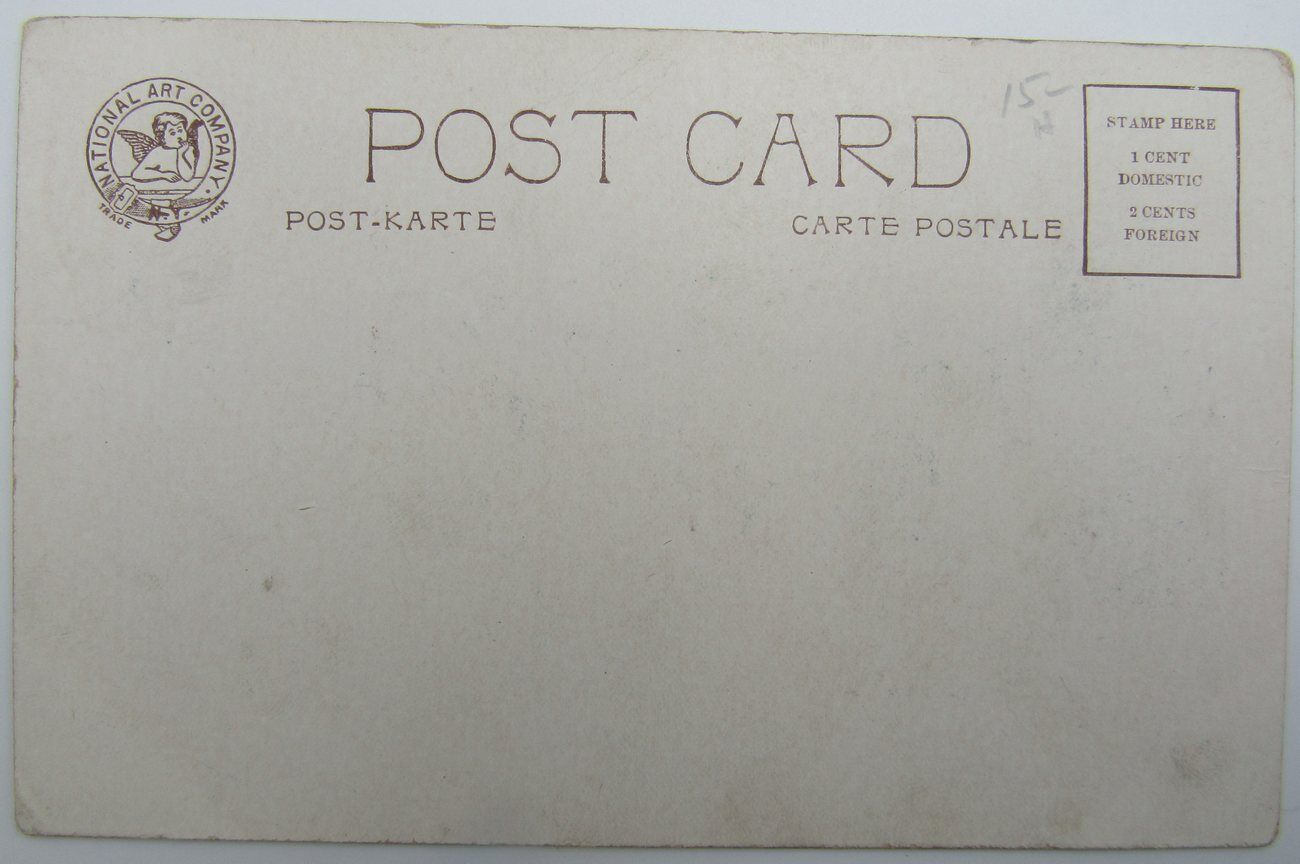 NATIONAL ART COMPANY.
N.Y.
TRADE MARK
POST CARD
POST-KARTE
CARTE POSTALE
15-
STAMP HERE
1 CENT
DOMESTIC
2 CENTS
FOREIGN